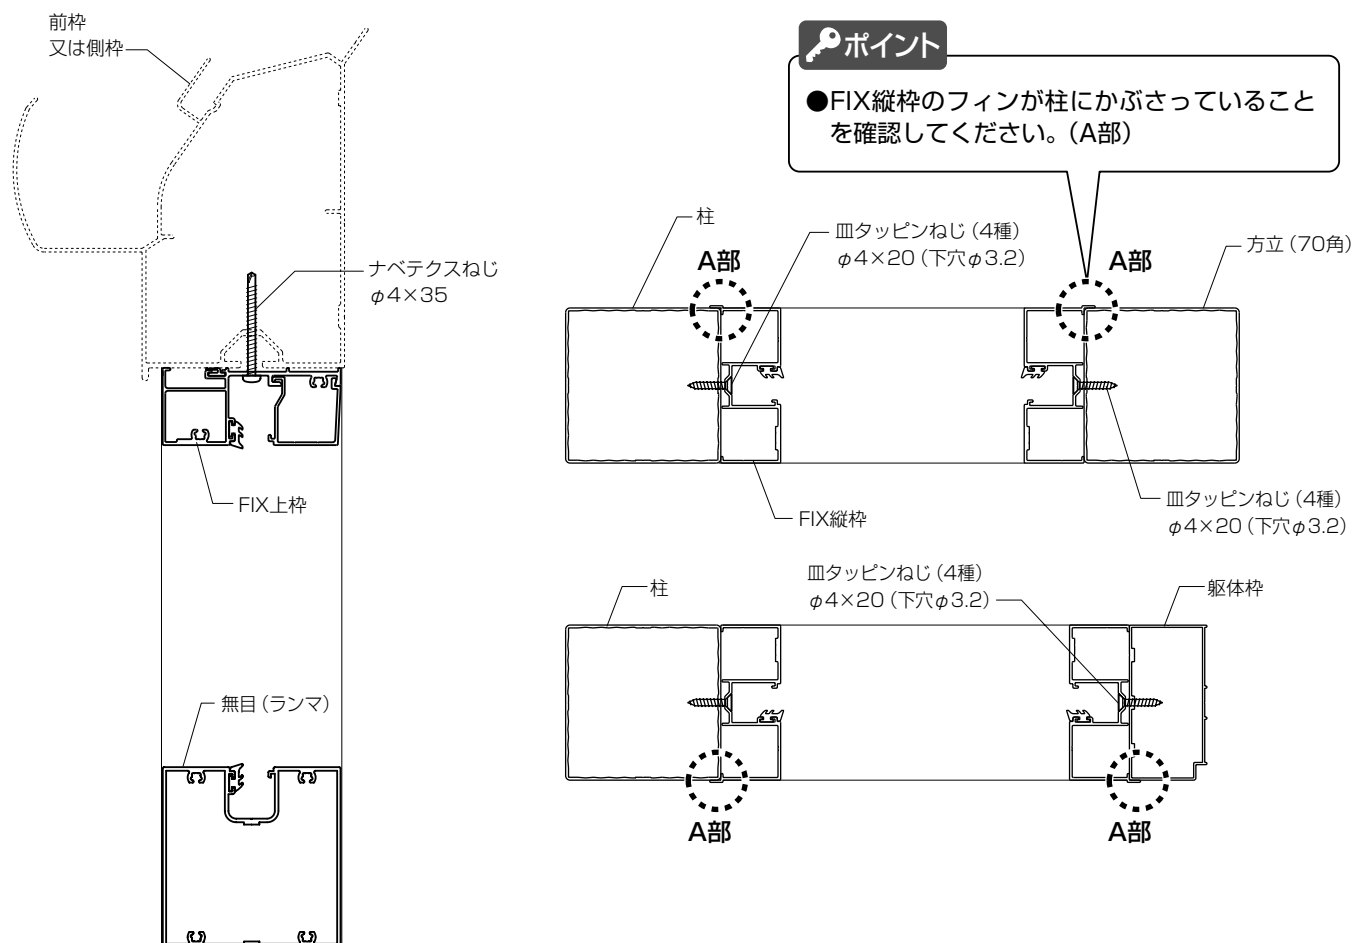 前枠
又は側枠
ナベテクスねじ
φ4×35
FIX上枠
無目(ランマ)
ポイント
●FIX縦枠のフィンが柱にかぶさっていること
を確認してください。(A部)
柱
A部
皿タッピンねじ(4種)
φ4×20(下穴φ3.2)
A部
方立(70角)
FIX縦枠
皿タッピンねじ(4種)
φ4×20(下穴φ3.2)
柱
皿タッピンねじ(4種)
φ4×20(下穴φ3.2)
躯体枠
A部
A部